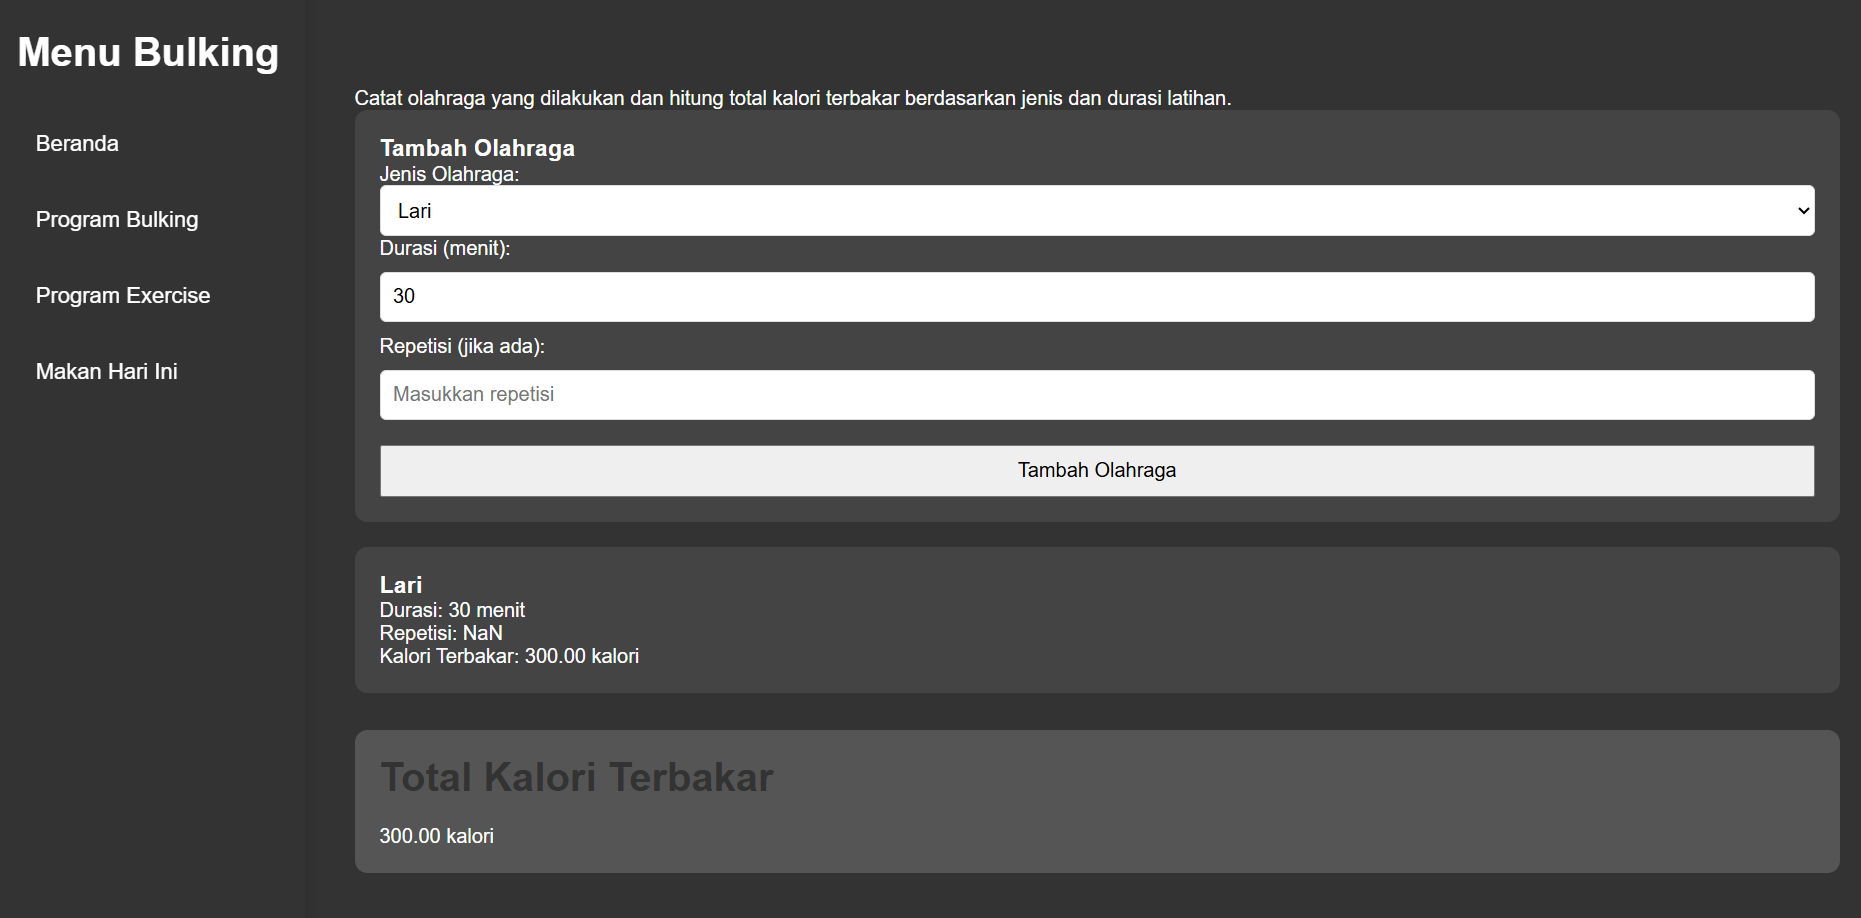 Menu Bulking
Beranda
Program Bulking
Program Exercise
Makan Hari Ini
Catat olahraga yang dilakukan dan hitung total kalori terbakar berdasarkan jenis dan durasi latihan.
Tambah Olahraga
Jenis Olahraga:
Lari
Durasi (menit):
30
Repetisi (jika ada):
Masukkan repetisi
Tambah Olahraga
Lari
Durasi: 30 menit
Repetisi: NaN
Kalori Terbakar: 300.00 kalori
Total Kalori Terbakar
300.00 kalori